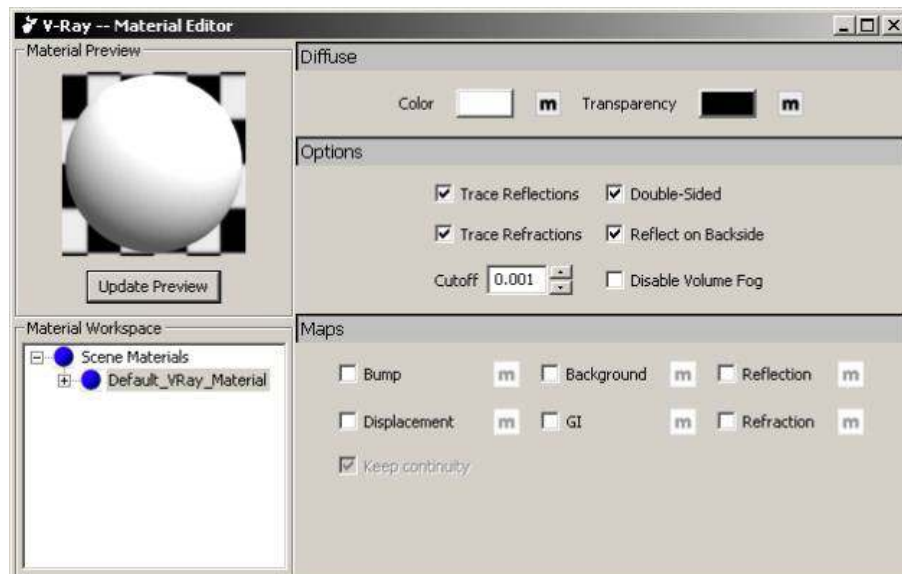 V-Ray -- Material Editor
Material Preview
Update Preview
Material Workspace
Scene Materials
Default_VRay_Material
Diffuse
Color m Transparency m
Options
Trace Reflections Double-Sided
Trace Refractions Reflect on Backside
Cutoff 0.001 Disable Volume Fog
Maps
Bump m Background m Reflection m
Displacement m GI m Refraction m
Keep continuity